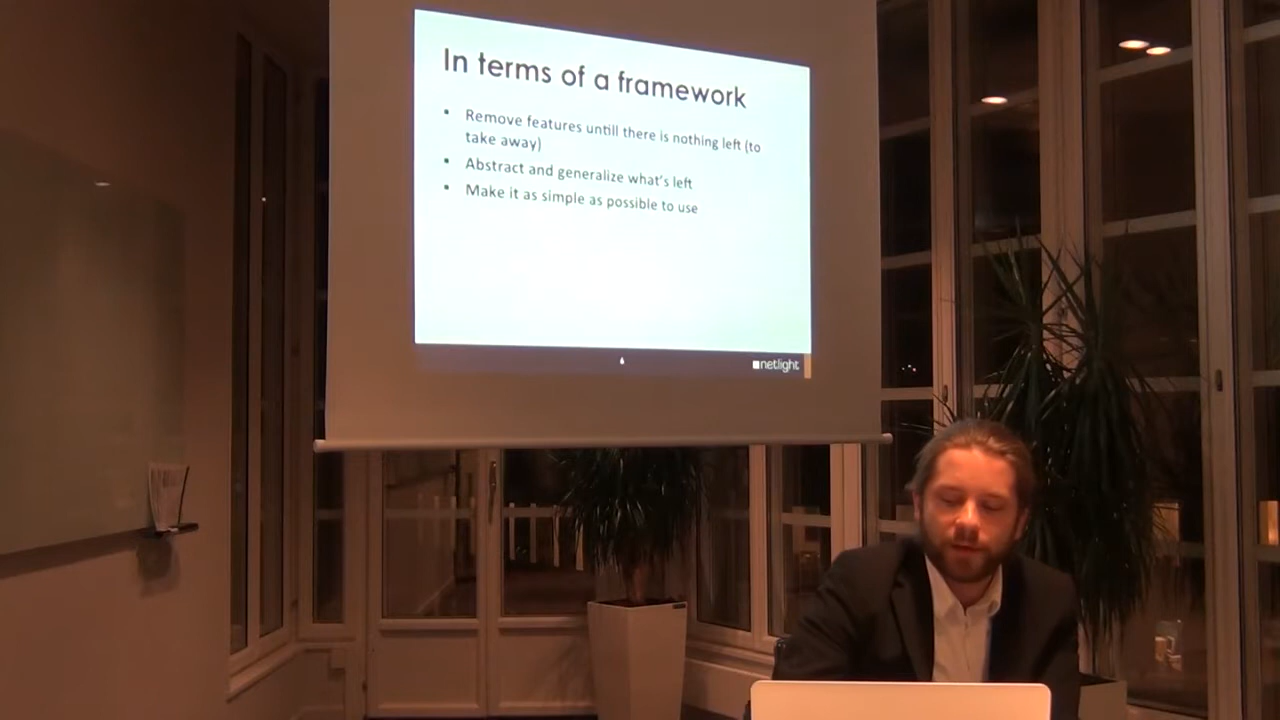 In terms of a framework
• Remove features untill there is nothing left (to
take away)
• Abstract and generalize what's left
• Make it as simple as possible to use
netlight